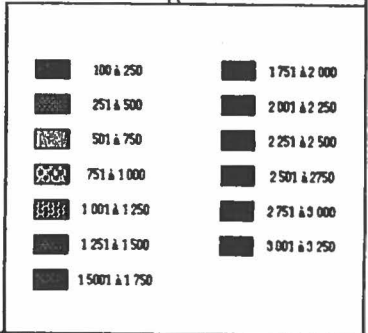 100 à 250
251 à 500
501 à 750
751 à 1 000
1 001 à 1 250
1 251 à 1 500
1 5001 à 1 750
1 751 à 2 000
2 001 à 2 250
2 251 à 2 500
2 501 à 2750
2 751 à 3 000
3 001 à 3 250